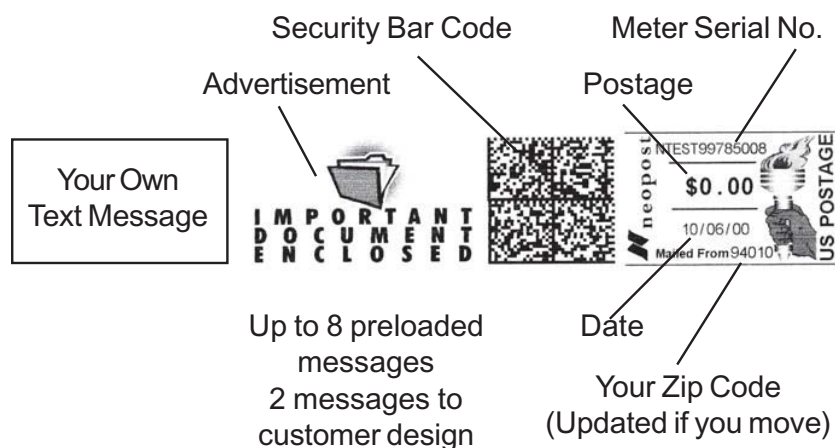 Security Bar Code
Meter Serial No.
Advertisement
Postage
Your Own
Text Message
IMPORTANT
DOCUMENT
ENCLOSED
neopost
NTEST99785008
$0.00
10/06/00
Mailed From 94010
US POSTAGE
Up to 8 preloaded
messages
2 messages to
customer design
Date
Your Zip Code
(Updated if you move)